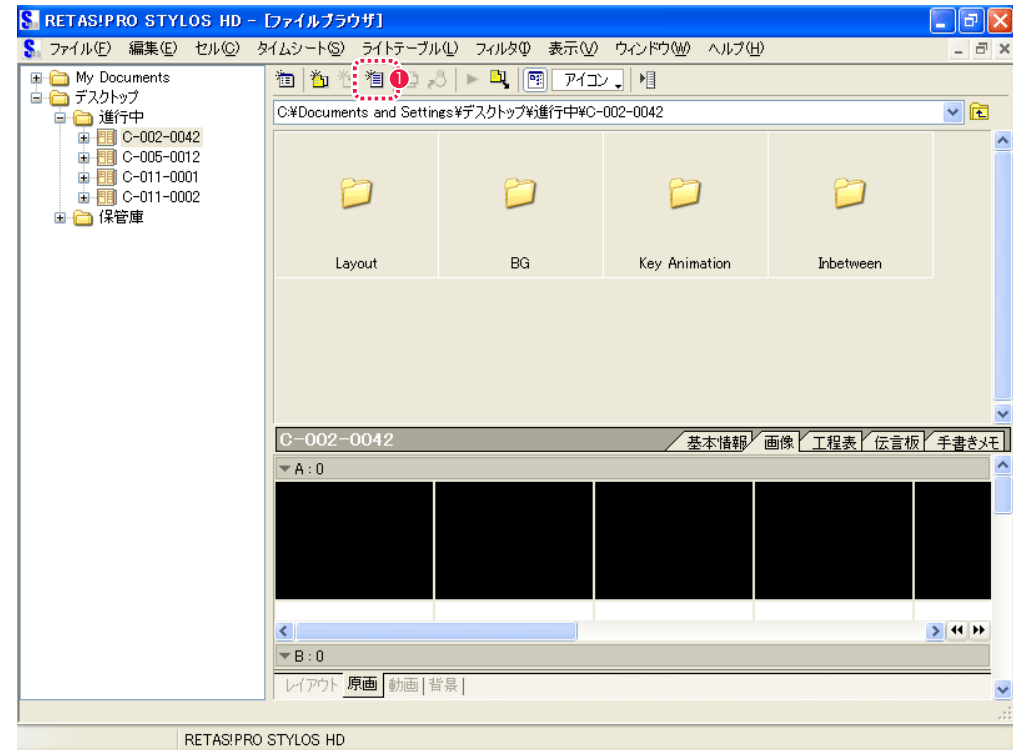 RETAS!PRO STYLOS HD - [ファイルブラウザ]
ファイル(F) 編集(E) セル(C) タイムシート(S) ライトテーブル(L) フィルタ(I) 表示(V) ウィンドウ(W) ヘルプ(H)
My Documents
デスクトップ
進行中
C-002-0042
C-005-0012
C-011-0001
C-011-0002
保管庫
1
アイコン
C:¥Documents and Settings¥デスクトップ¥進行中¥C-002-0042
Layout BG Key Animation Inbetween
C-002-0042 基本情報 画像 工程表 伝言板 手書きメモ
A : 0
B : 0
レイアウト 原画 動画 背景
RETAS!PRO STYLOS HD